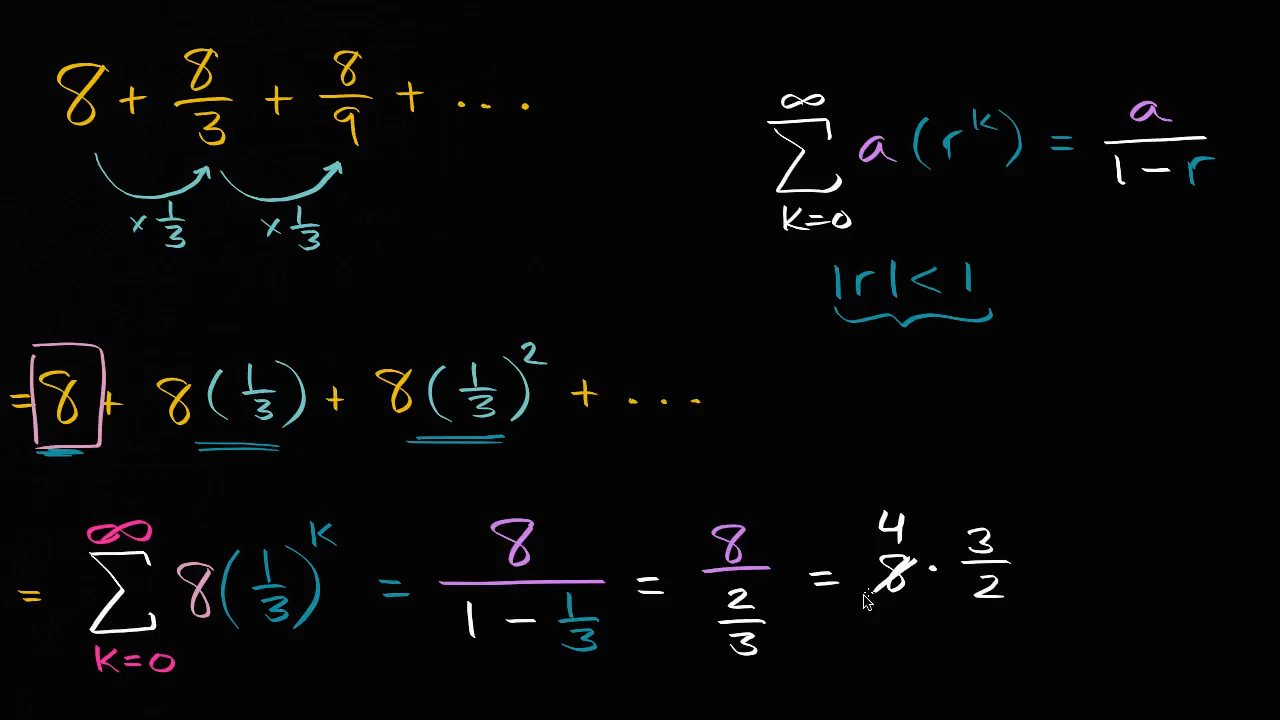 8 + 8/3 + 8/9 + ...
× 1/3 × 1/3
∞
∑ a(r^k) = a/(1 - r)
k=0
|r| < 1
= 8 + 8(1/3) + 8(1/3)^2 + ...
∞
= ∑ 8(1/3)^k = 8/(1 - 1/3) = 8/(2/3) = 8 · 3/2
k=0
4